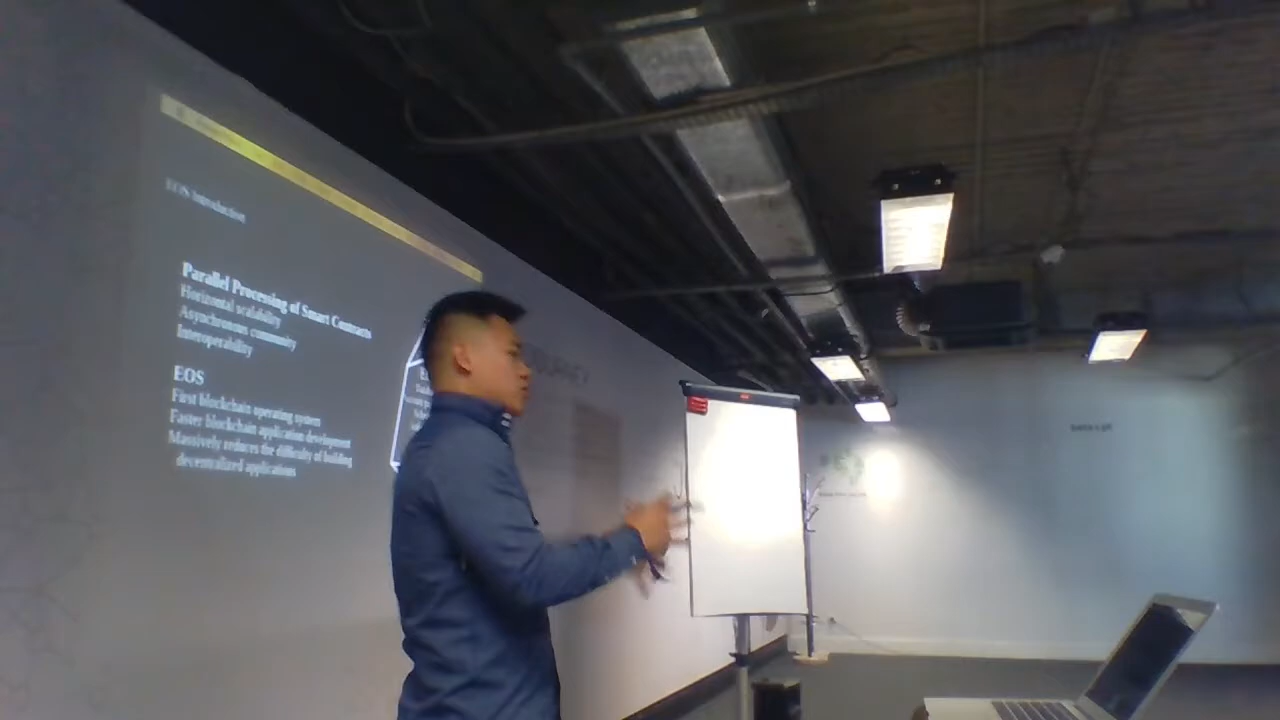 EOS Introduction
Parallel Processing of Smart Contracts
Horizontal scalability
Asynchronous community
Interoperability
EOS
First blockchain operating system
Faster blockchain application development
Massively reduces the difficulty of building
decentralized applications